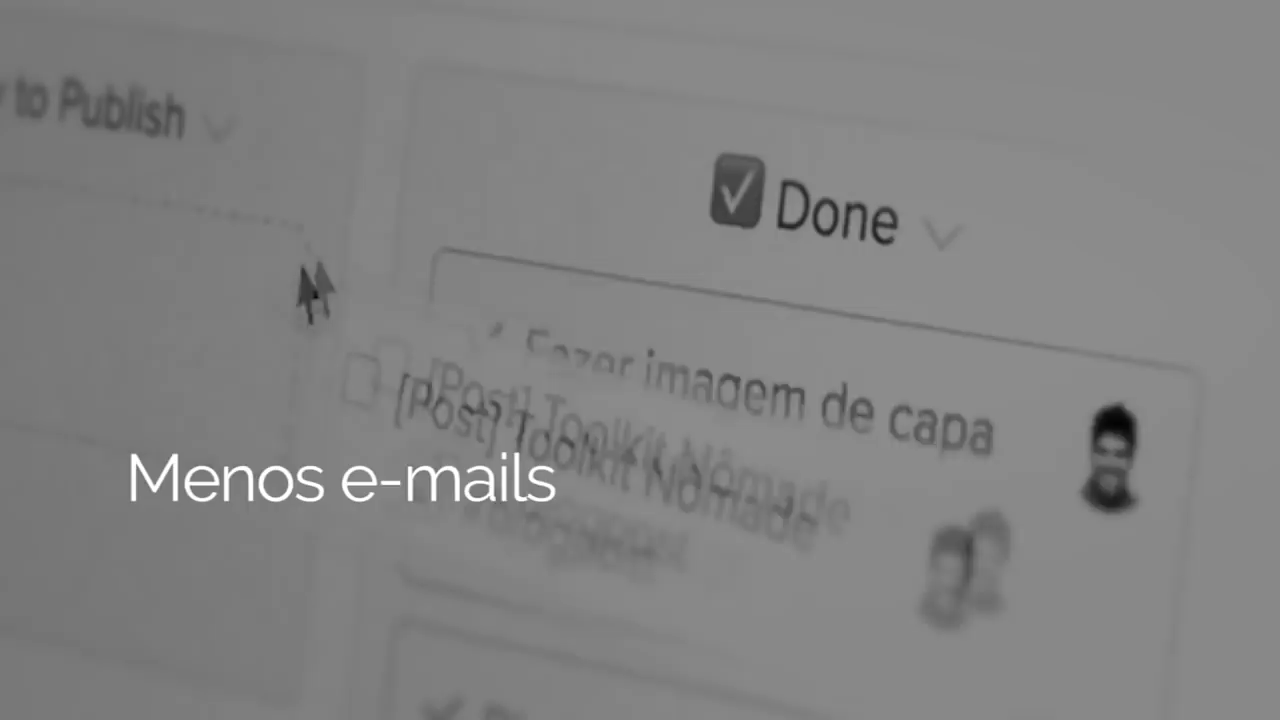 to Publish
Done
Fazer imagem de capa
[Post] Toolkit Nômade
Menos e-mails